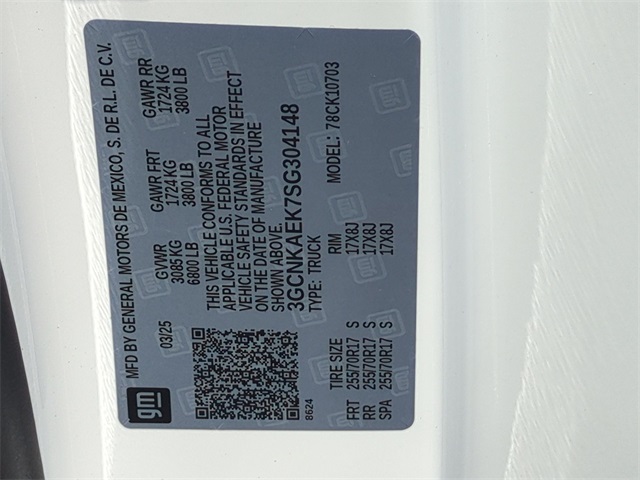 gm
MFD BY GENERAL MOTORS DE MEXICO, S. DE R.L. DE C.V.
03/25
GVWR GAWR FRT GAWR RR
3085 KG 1724 KG 1724 KG
6800 LB 3800 LB 3800 LB
THIS VEHICLE CONFORMS TO ALL
APPLICABLE U.S. FEDERAL MOTOR
VEHICLE SAFETY STANDARDS IN EFFECT
ON THE DATE OF MANUFACTURE
SHOWN ABOVE.
3GCNKAEK7SG304148
TYPE: TRUCK MODEL: 78CK10703
8624
TIRE SIZE RIM
FRT 255/70R17 S 17X8J
RR 255/70R17 S 17X8J
SPA 255/70R17 S 17X8J